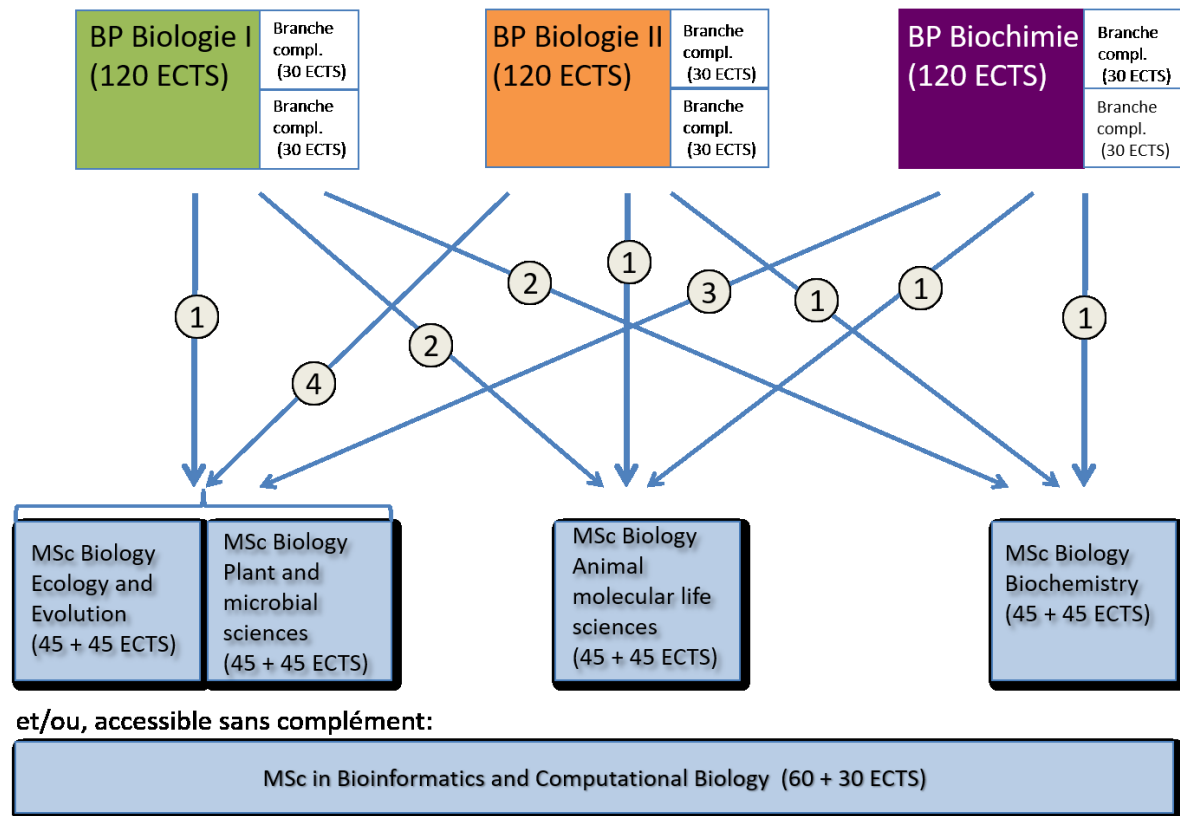 BP Biologie I
(120 ECTS)
Branche
compl.
(30 ECTS)
Branche
compl.
(30 ECTS)
BP Biologie II
(120 ECTS)
Branche
compl.
(30 ECTS)
Branche
compl.
(30 ECTS)
BP Biochimie
(120 ECTS)
Branche
compl.
(30 ECTS)
Branche
compl.
(30 ECTS)
1
2
4
2
1
3
1
1
1
MSc Biology
Ecology and
Evolution
(45 + 45 ECTS)
MSc Biology
Plant and
microbial
sciences
(45 + 45 ECTS)
MSc Biology
Animal
molecular life
sciences
(45 + 45 ECTS)
MSc Biology
Biochemistry
(45 + 45 ECTS)
et/ou, accessible sans complément:
MSc in Bioinformatics and Computational Biology (60 + 30 ECTS)